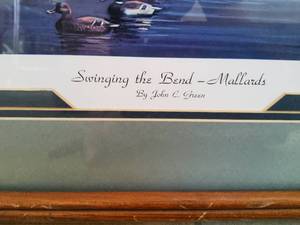 Swinging the Bend – Mallards
By John C. Green